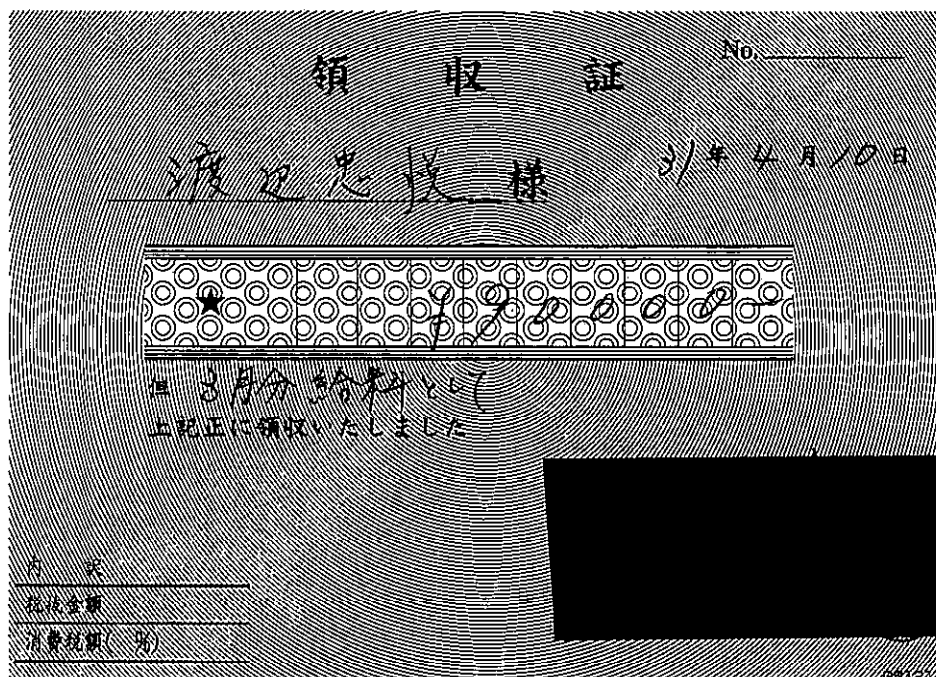 領収証
No.
渡辺忠 様
31年4月10日
★ ¥90000-
但 3月分給料として
上記正に領収いたしました
内訳
税抜金額
消費税額( %)